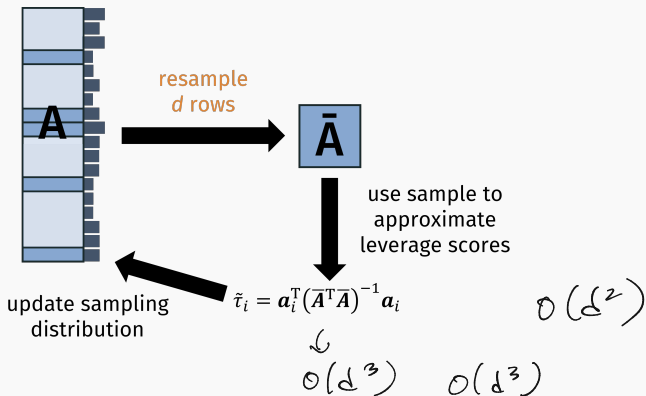 A
resample
d rows
Ā
use sample to
approximate
leverage scores
update sampling
distribution
τ̃ᵢ = aᵢᵀ(ĀᵀĀ)⁻¹aᵢ
O(d²)
O(d³) O(d³)